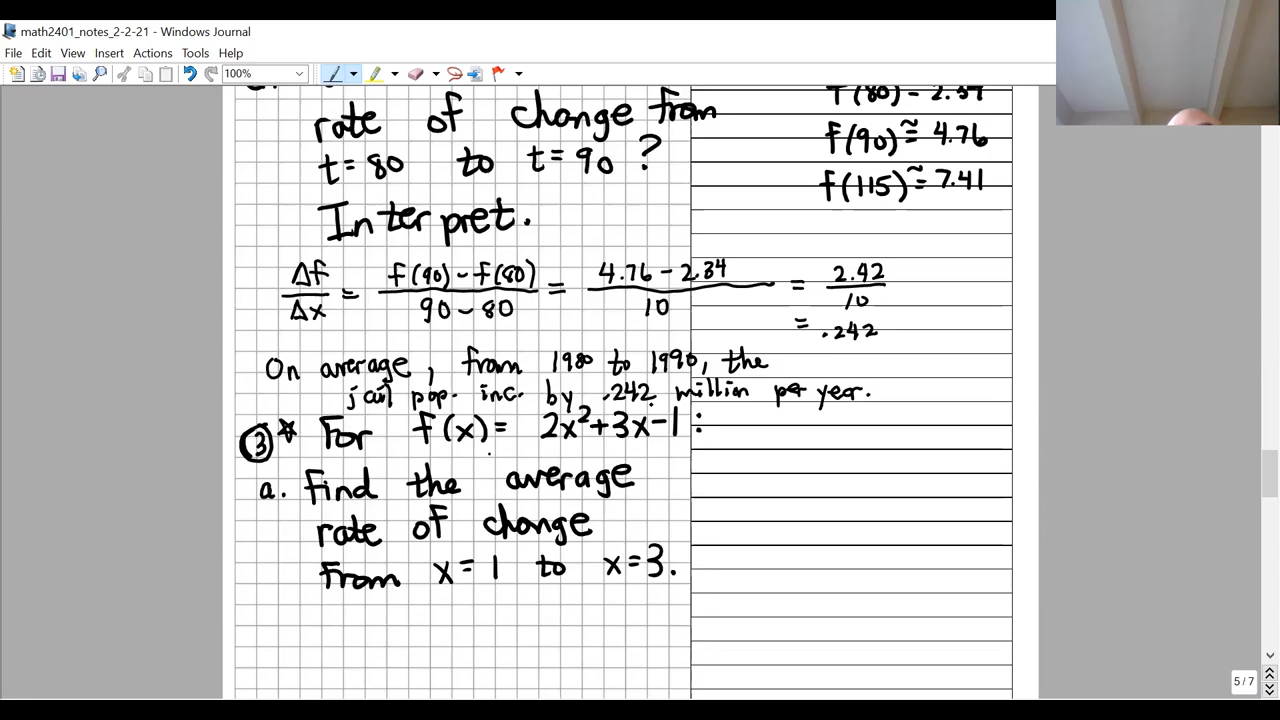 math2401_notes_2-2-21 - Windows Journal
File Edit View Insert Actions Tools Help
100%
rate of change from
t = 80 to t = 90 ?
Interpret.
f(90) ≅ 4.76
f(115) ≅ 7.41
Δf/Δx = (f(90) - f(80))/(90 - 80) = (4.76 - 2.34)/10 = 2.42/10
= .242
On average, from 1980 to 1990, the
jail pop. inc. by .242 million per year.
③ * For f(x) = 2x²+3x-1 :
a. Find the average
rate of change
from x = 1 to x = 3.
5 / 7